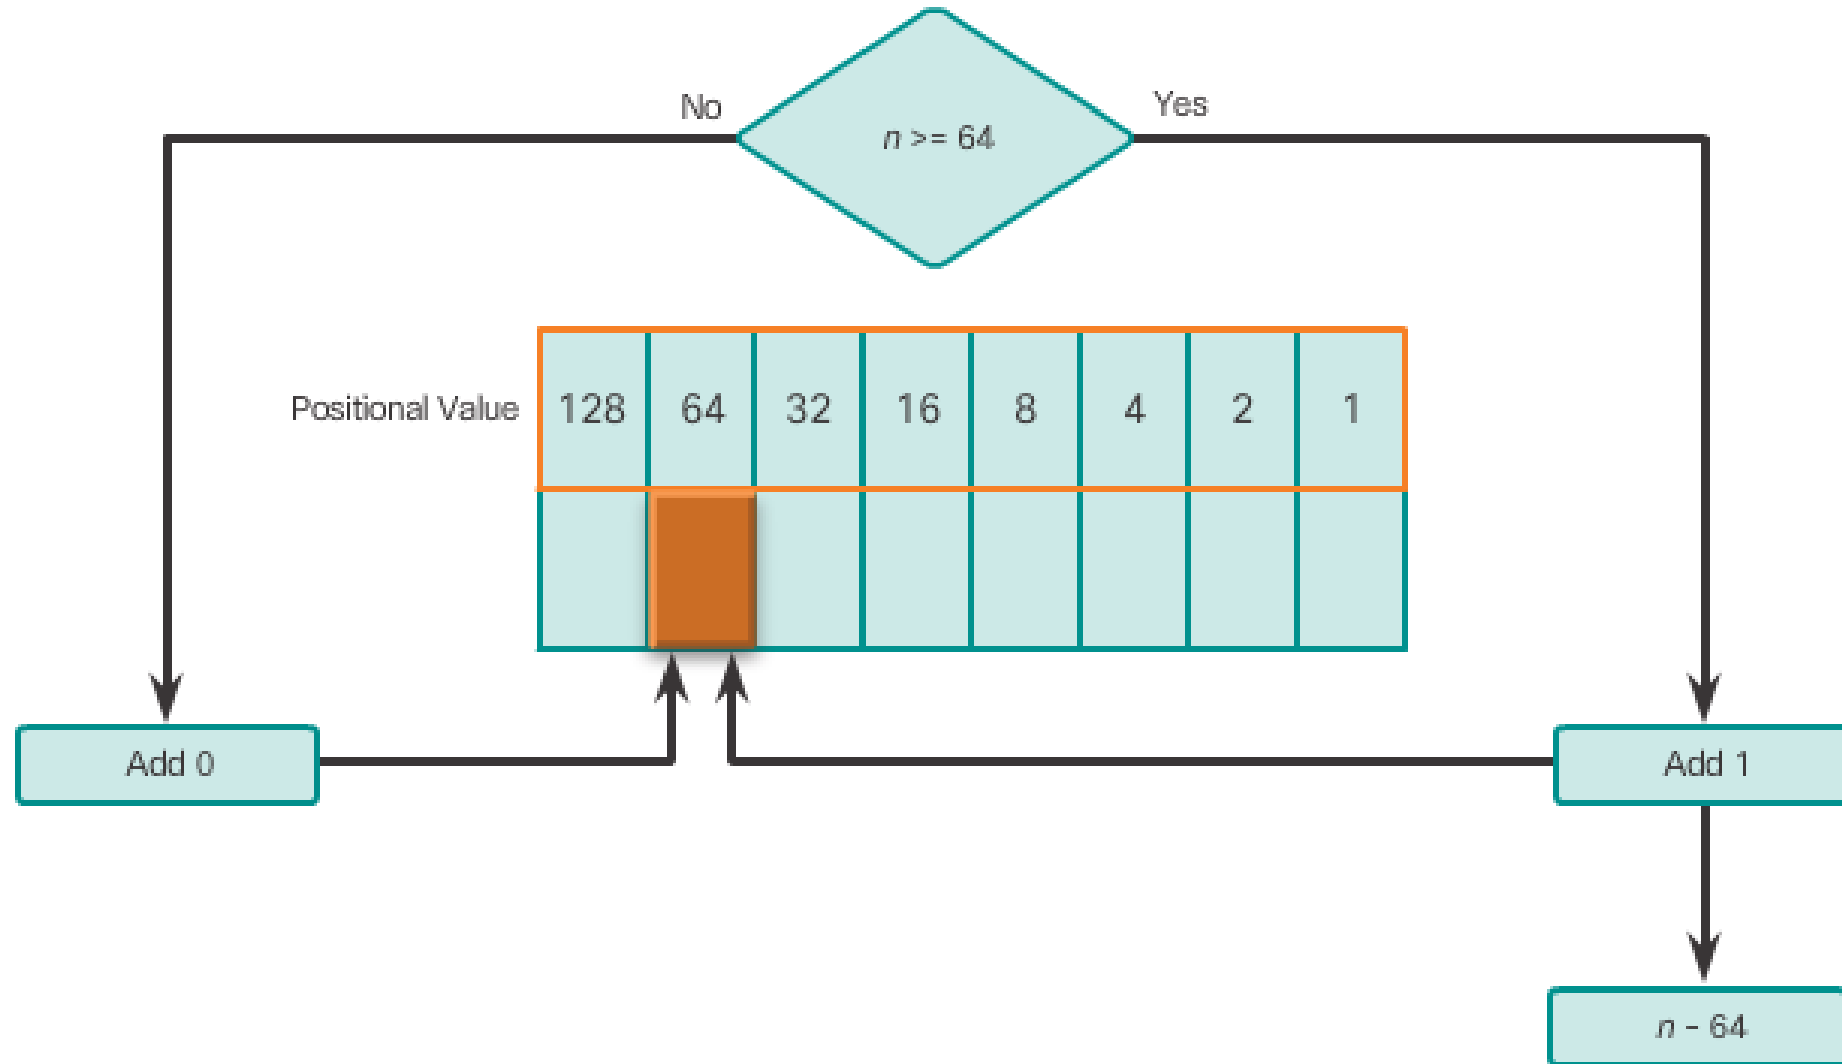 No
Yes
n >= 64
Positional Value 128 64 32 16 8 4 2 1
Add 0
Add 1
n - 64